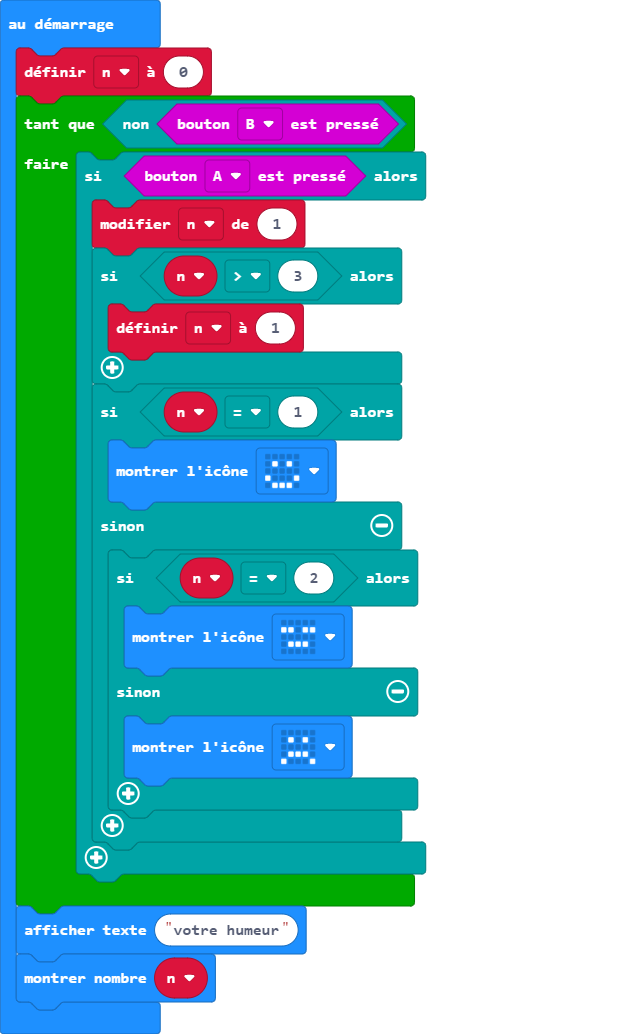 au démarrage
définir n à 0
tant que non bouton B est pressé
faire
si bouton A est pressé alors
modifier n de 1
si n > 3 alors
définir n à 1
si n = 1 alors
montrer l'icône
sinon
si n = 2 alors
montrer l'icône
sinon
montrer l'icône
afficher texte "votre humeur"
montrer nombre n